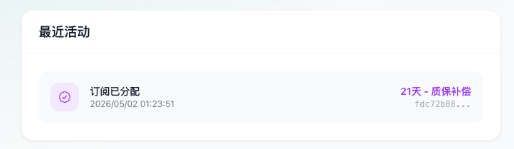 最近活动
订阅已分配
21天 - 质保补偿
2026/05/02 01:23:51
fdc72b88...